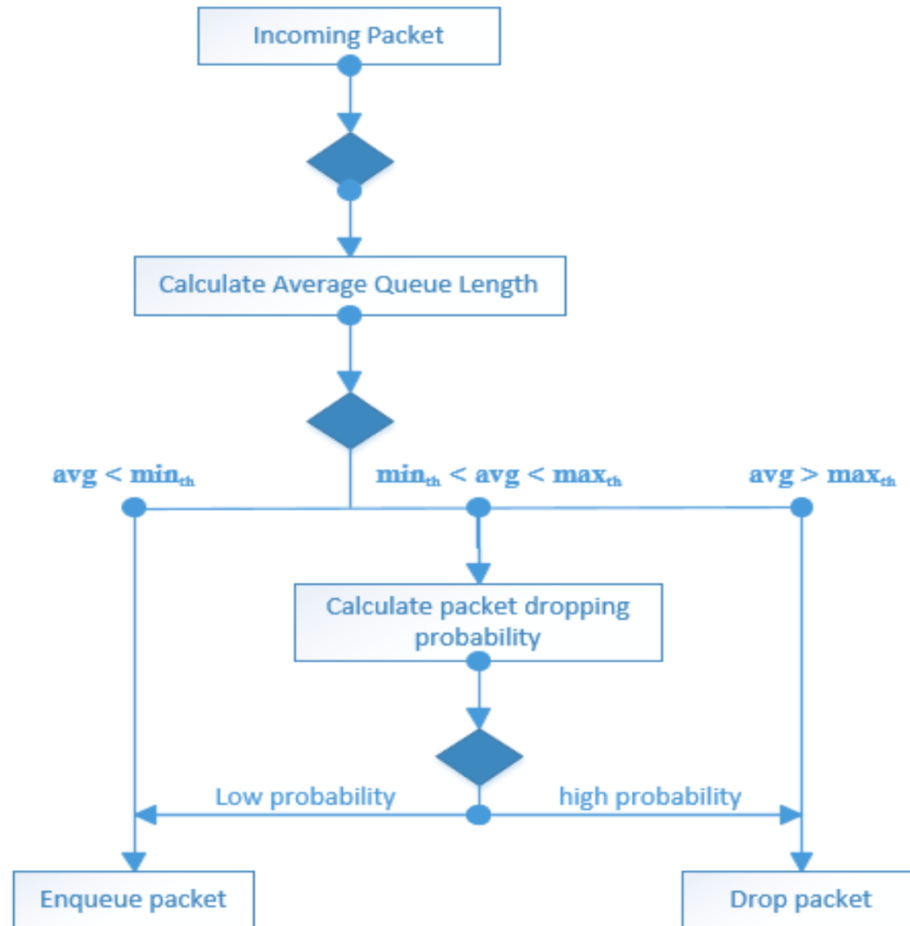 Incoming Packet
Calculate Average Queue Length
avg < minₜₕ
minₜₕ < avg < maxₜₕ
avg > maxₜₕ
Calculate packet dropping
probability
Low probability
high probability
Enqueue packet
Drop packet